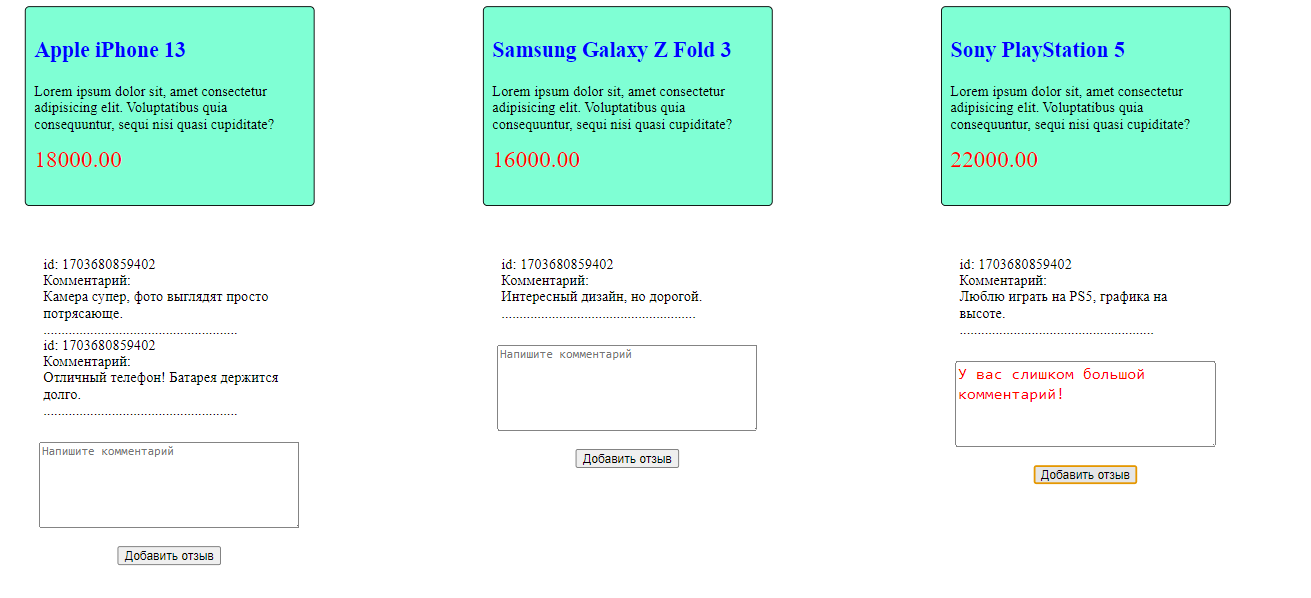 Apple iPhone 13
Lorem ipsum dolor sit, amet consectetur
adipisicing elit. Voluptatibus quia
consequuntur, sequi nisi quasi cupiditate?
18000.00
id: 1703680859402
Комментарий:
Камера супер, фото выглядят просто
потрясающе.
......................................................
id: 1703680859402
Комментарий:
Отличный телефон! Батарея держится
долго.
......................................................
Напишите комментарий
Добавить отзыв
Samsung Galaxy Z Fold 3
Lorem ipsum dolor sit, amet consectetur
adipisicing elit. Voluptatibus quia
consequuntur, sequi nisi quasi cupiditate?
16000.00
id: 1703680859402
Комментарий:
Интересный дизайн, но дорогой.
......................................................
Напишите комментарий
Добавить отзыв
Sony PlayStation 5
Lorem ipsum dolor sit, amet consectetur
adipisicing elit. Voluptatibus quia
consequuntur, sequi nisi quasi cupiditate?
22000.00
id: 1703680859402
Комментарий:
Люблю играть на PS5, графика на
высоте.
......................................................
У вас слишком большой
комментарий!
Добавить отзыв